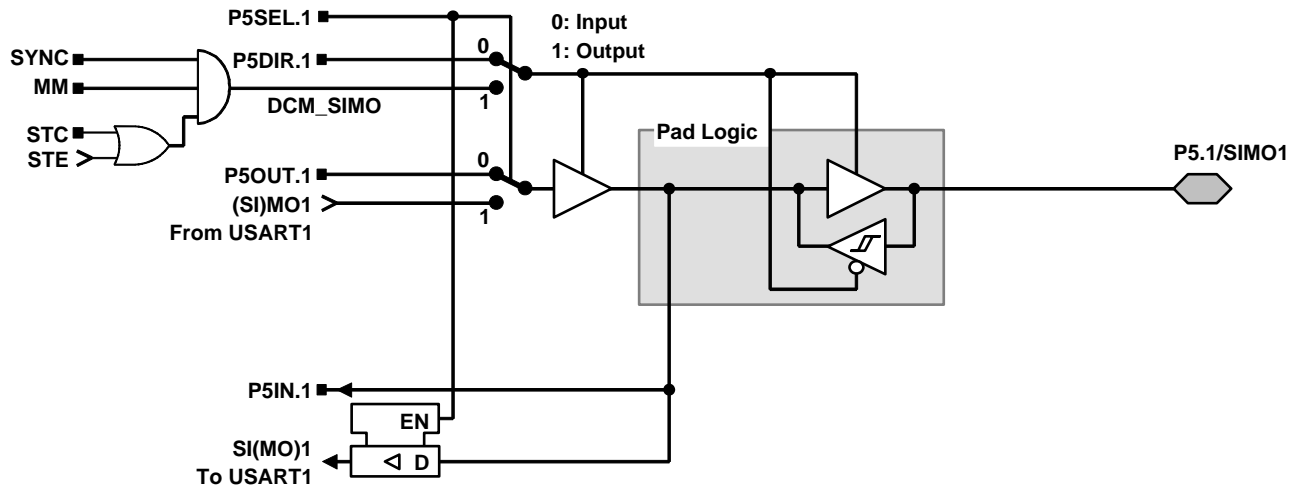 P5SEL.1
0: Input
1: Output
SYNC
P5DIR.1
0
MM
DCM_SIMO
1
STC
STE
Pad Logic
P5.1/SIMO1
P5OUT.1
0
(SI)MO1
1
From USART1
P5IN.1
EN
SI(MO)1
D
To USART1